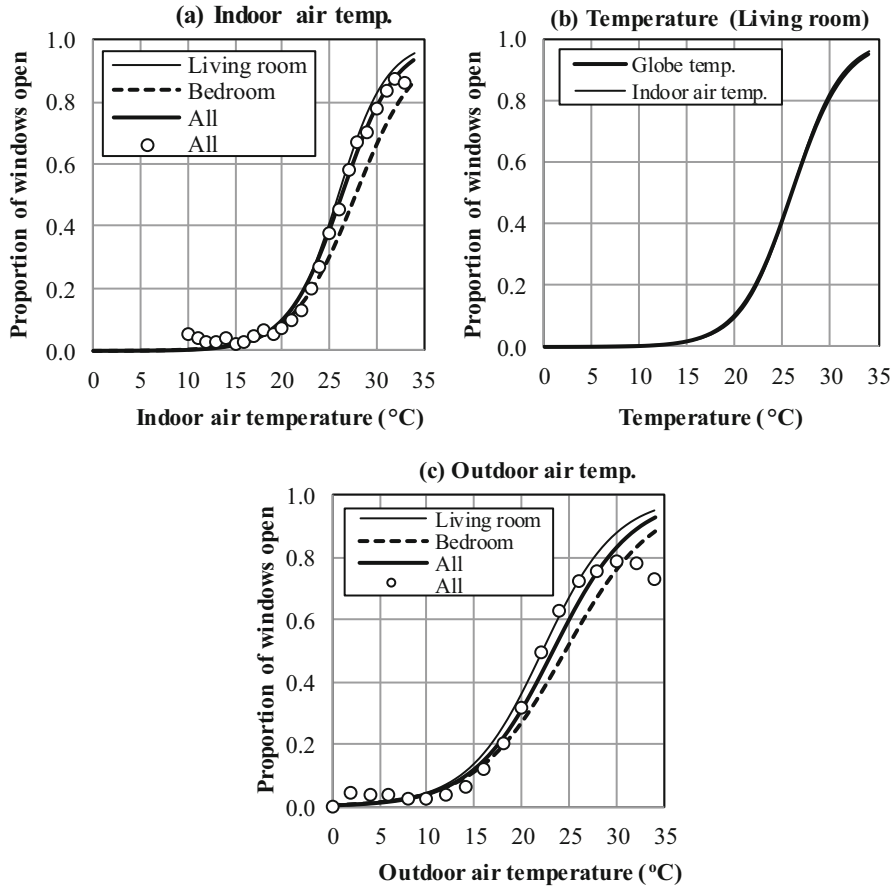 (a) Indoor air temp.
Proportion of windows open
1.0
0.8
0.6
0.4
0.2
0.0
Living room
Bedroom
All
All
0 5 10 15 20 25 30 35
Indoor air temperature (°C)
(b) Temperature (Living room)
Proportion of windows open
1.0
0.8
0.6
0.4
0.2
0.0
Globe temp.
Indoor air temp.
0 5 10 15 20 25 30 35
Temperature (°C)
(c) Outdoor air temp.
Proportion of windows open
1.0
0.8
0.6
0.4
0.2
0.0
Living room
Bedroom
All
All
0 5 10 15 20 25 30 35
Outdoor air temperature (ºC)